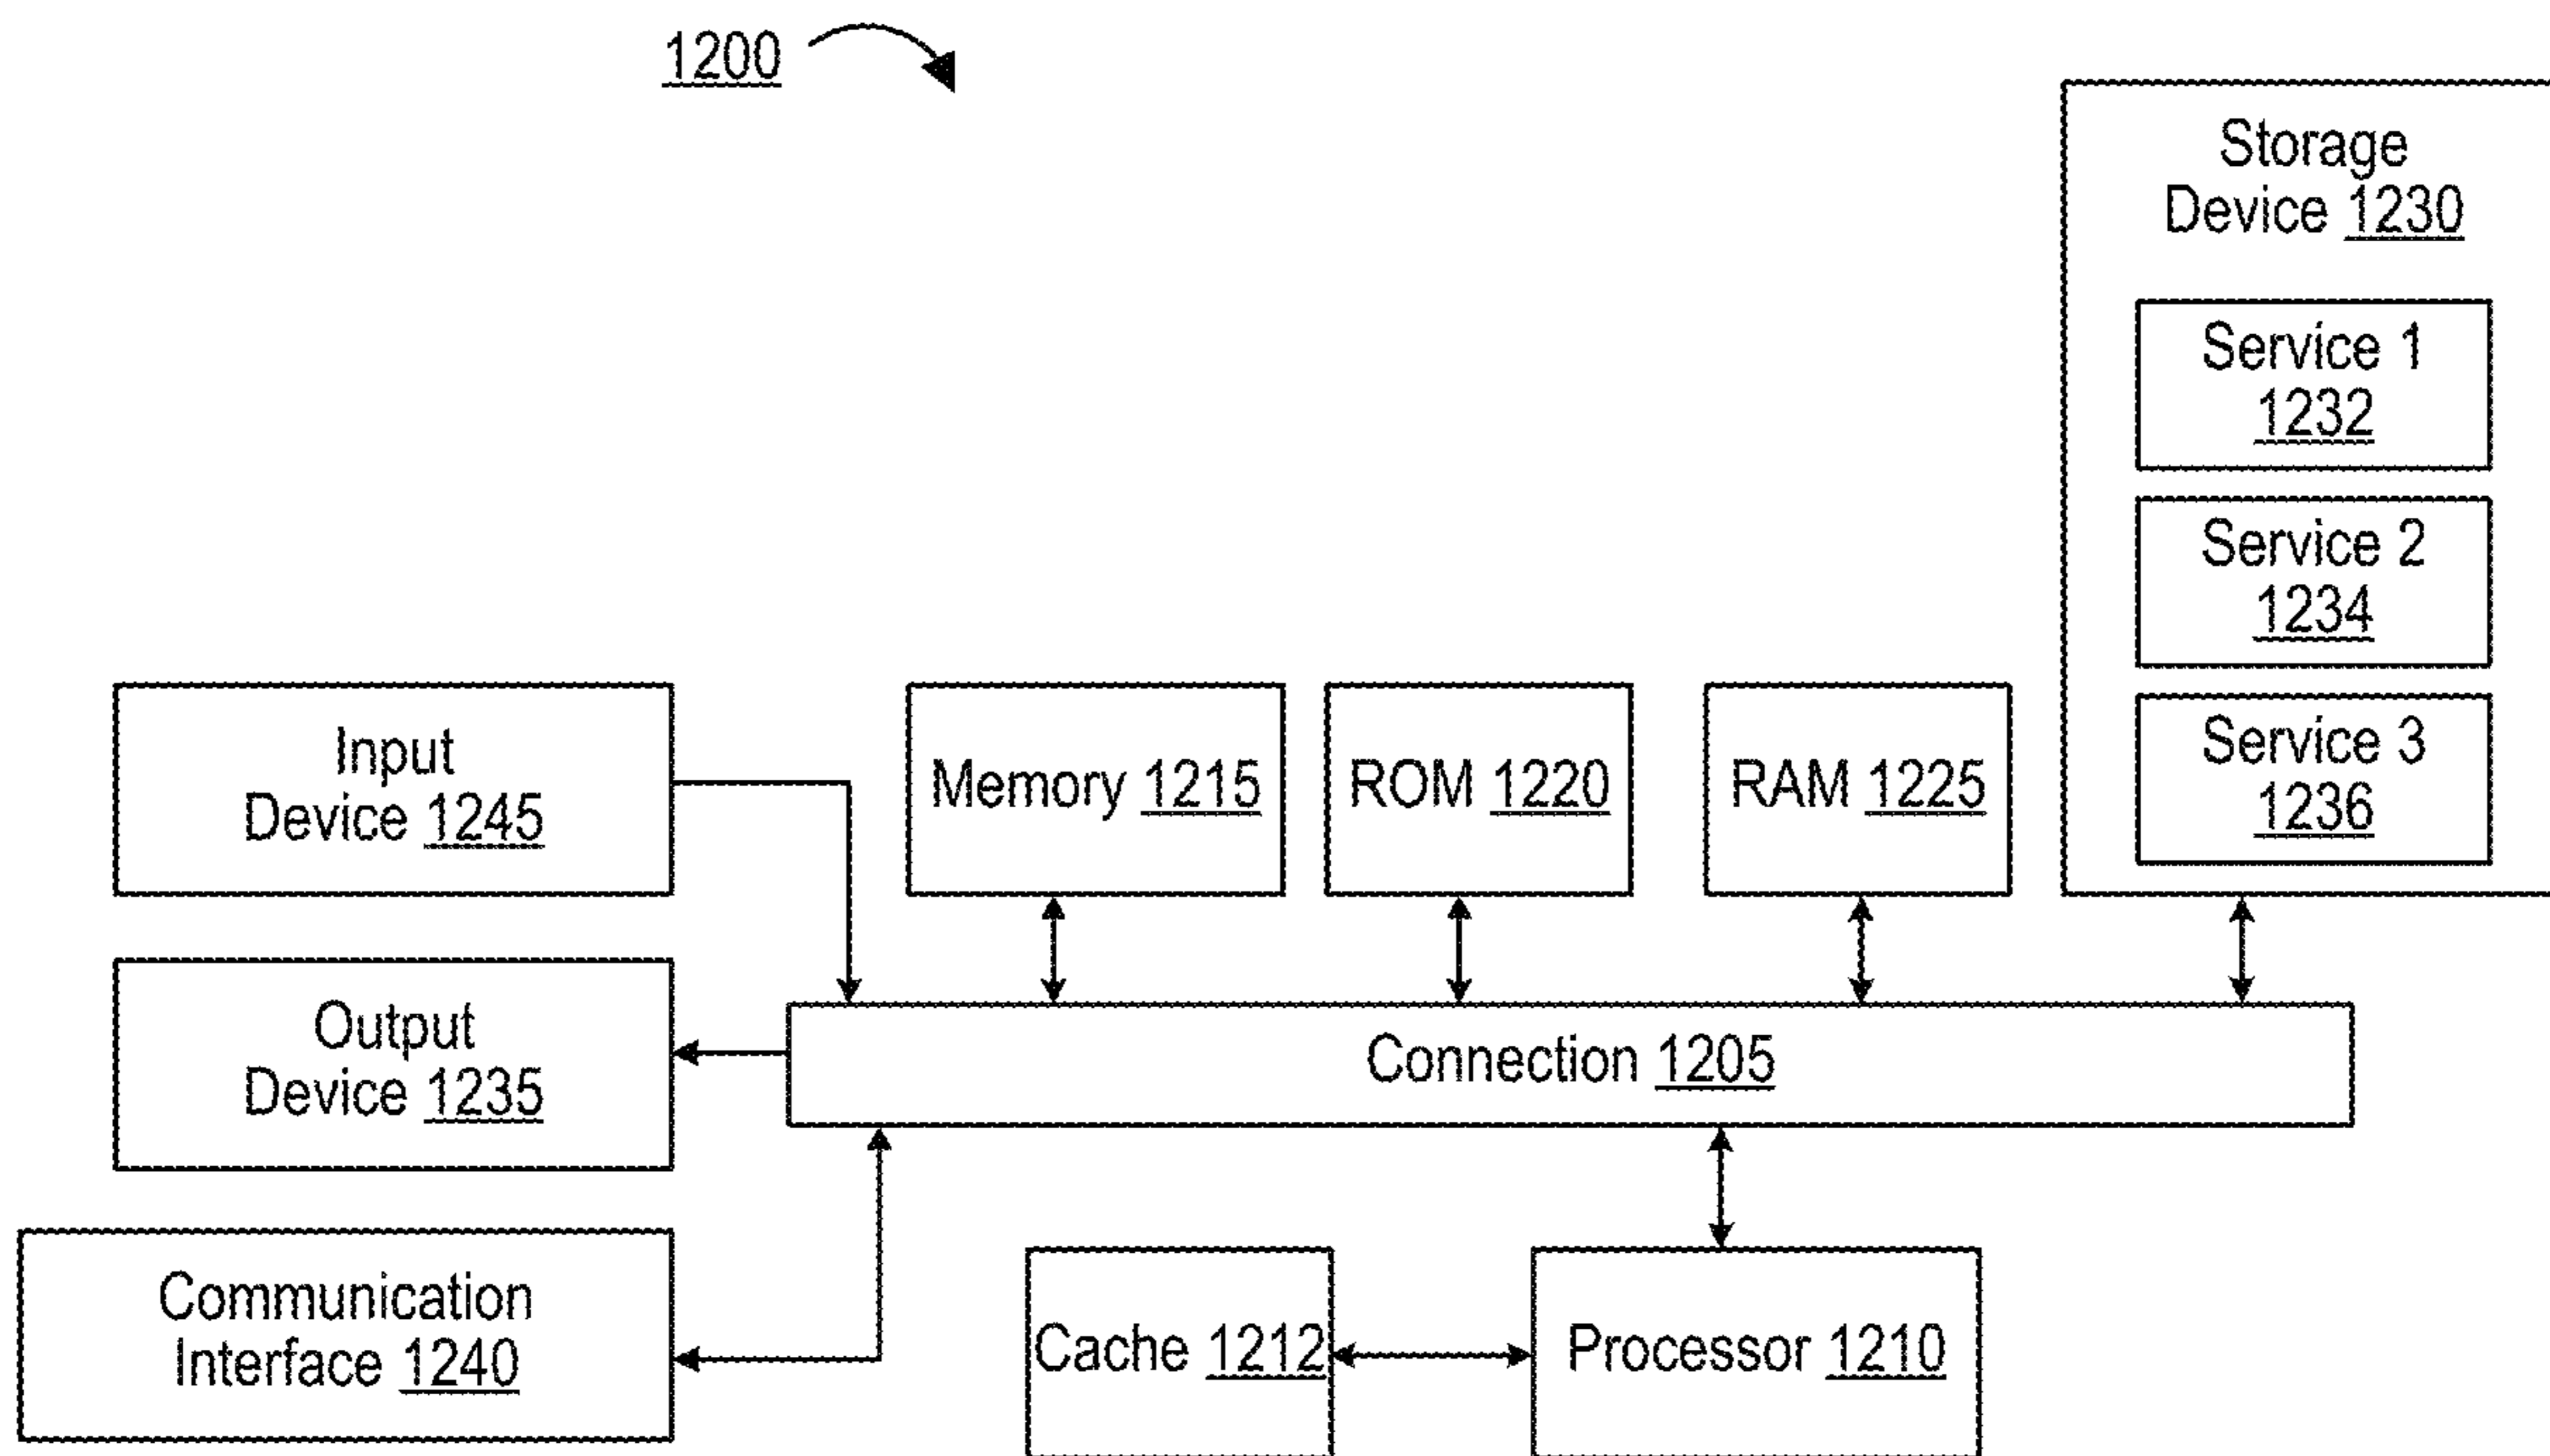 1200
Storage
Device 1230
Service 1
1232
Service 2
1234
Service 3
1236
Input
Device 1245
Memory 1215
ROM 1220
RAM 1225
Output
Device 1235
Connection 1205
Communication
Interface 1240
Cache 1212
Processor 1210